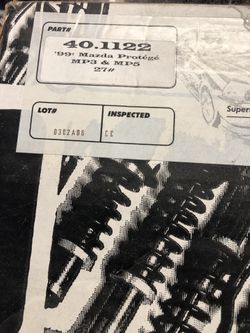 PART#
40.1122
'99+ Mazda Protégé
MP3 & MP5
27#
LOT#
INSPECTED
0302A06
CC
Super